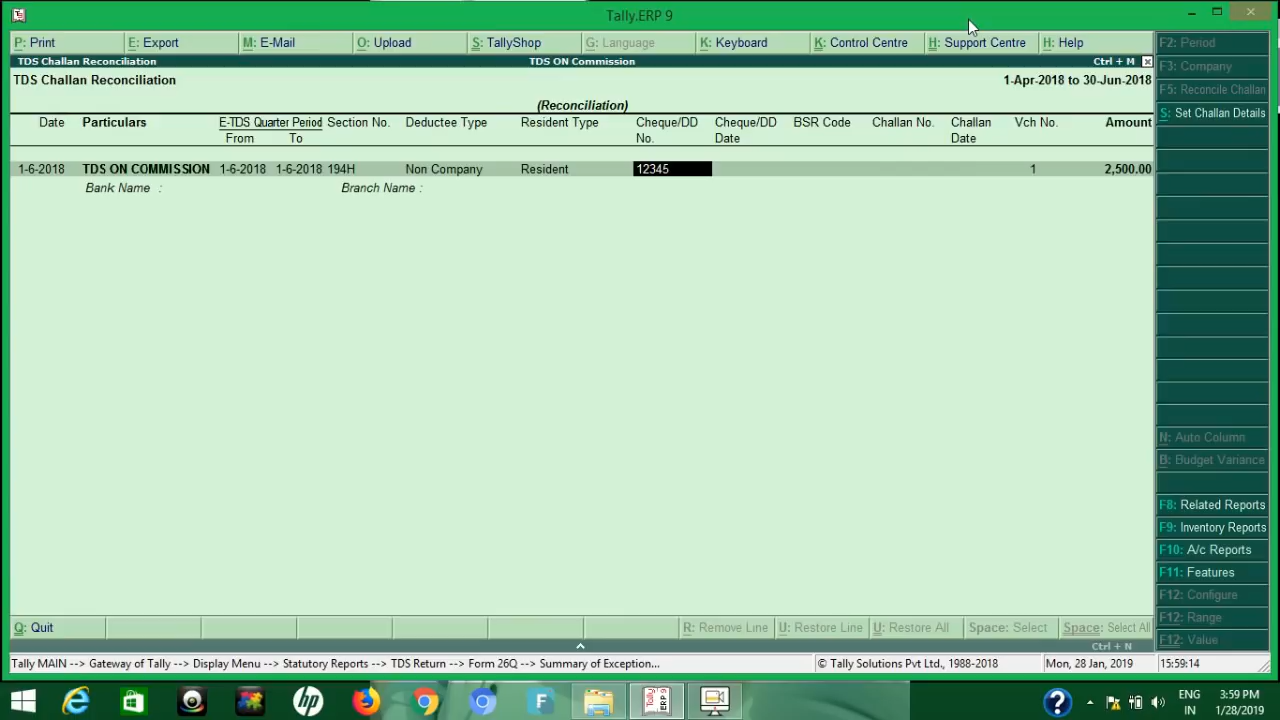 Tally.ERP 9
P: Print E: Export M: E-Mail O: Upload S: TallyShop G: Language K: Keyboard K: Control Centre H: Support Centre H: Help
TDS Challan Reconciliation TDS ON Commission Ctrl + M
TDS Challan Reconciliation 1-Apr-2018 to 30-Jun-2018
(Reconciliation)
Date Particulars E-TDS Quarter Period Section No. Deductee Type Resident Type Cheque/DD Cheque/DD BSR Code Challan No. Challan Vch No. Amount
From To No. Date Date
1-6-2018 TDS ON COMMISSION 1-6-2018 1-6-2018 194H Non Company Resident 12345 1 2,500.00
Bank Name : Branch Name :
F2: Period
F3: Company
F5: Reconcile Challan
S: Set Challan Details
N: Auto Column
B: Budget Variance
F8: Related Reports
F9: Inventory Reports
F10: A/c Reports
F11: Features
F12: Configure
F12: Range
F12: Value
Q: Quit R: Remove Line U: Restore Line U: Restore All Space: Select Space: Select All
Ctrl + N
Tally MAIN --> Gateway of Tally --> Display Menu --> Statutory Reports --> TDS Return --> Form 26Q --> Summary of Exception... © Tally Solutions Pvt Ltd., 1988-2018 Mon, 28 Jan, 2019 15:59:14
ENG 3:59 PM
IN 1/28/2019